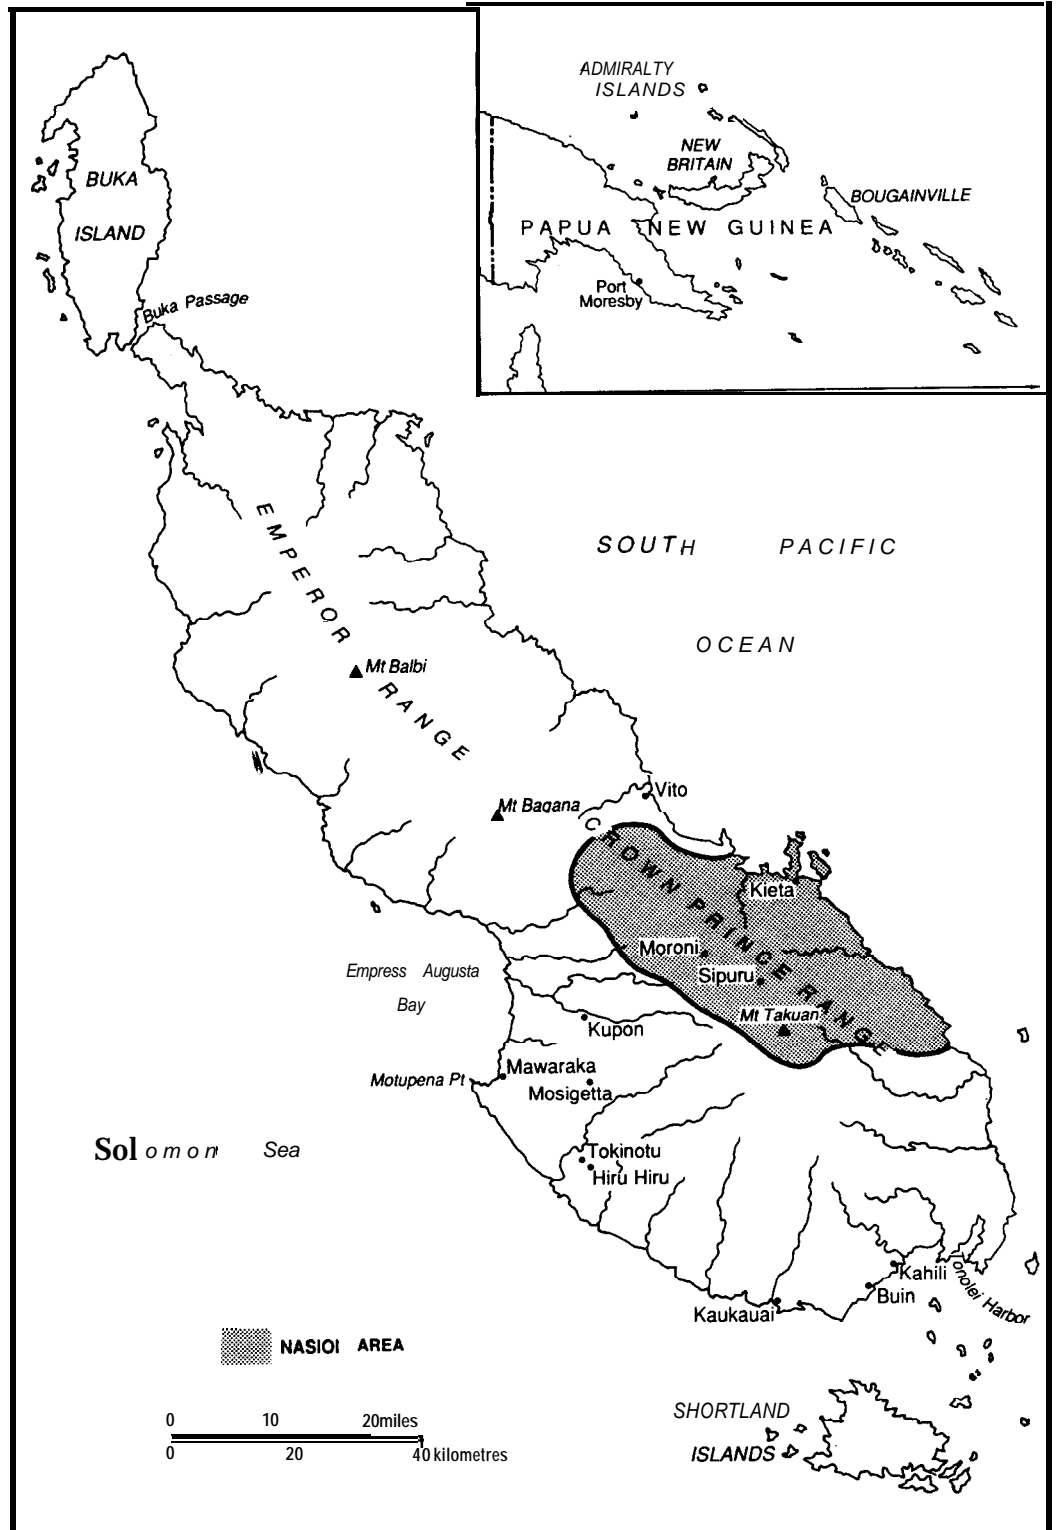 ADMIRALTY
ISLANDS
NEW
BRITAIN
BOUGAINVILLE
PAPUA NEW GUINEA
Port
Moresby
BUKA
ISLAND
Buka Passage
SOUTH PACIFIC
OCEAN
EMPEROR RANGE
Mt Balbi
Mt Bagana
Vito
CROWN PRINCE RANGE
Kieta
Moroni
Sipuru
Mt Takuan
Empress Augusta
Bay
Kupon
Mawaraka
Motupena Pt
Mosigetta
Solomon Sea
Tokinotu
Hiru Hiru
Kahili
Buin
Tonolei Harbor
Kaukauai
NASIOI AREA
SHORTLAND
ISLANDS
0 10 20miles
0 20 40 kilometres